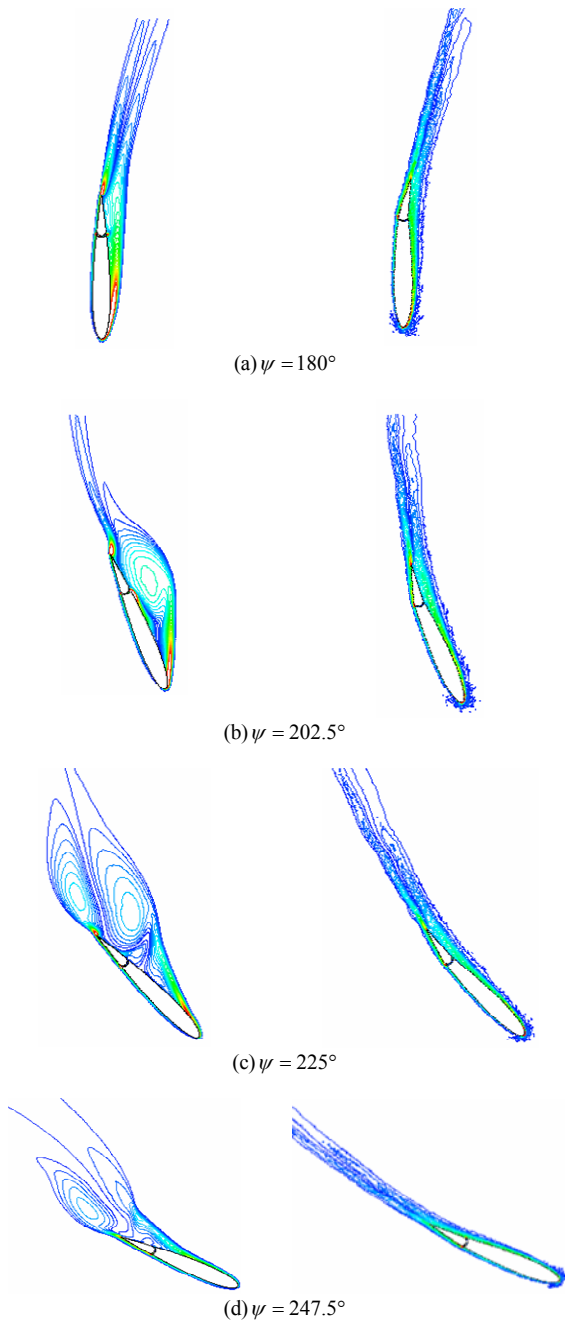 (a) ψ = 180°
(b) ψ = 202.5°
(c) ψ = 225°
(d) ψ = 247.5°